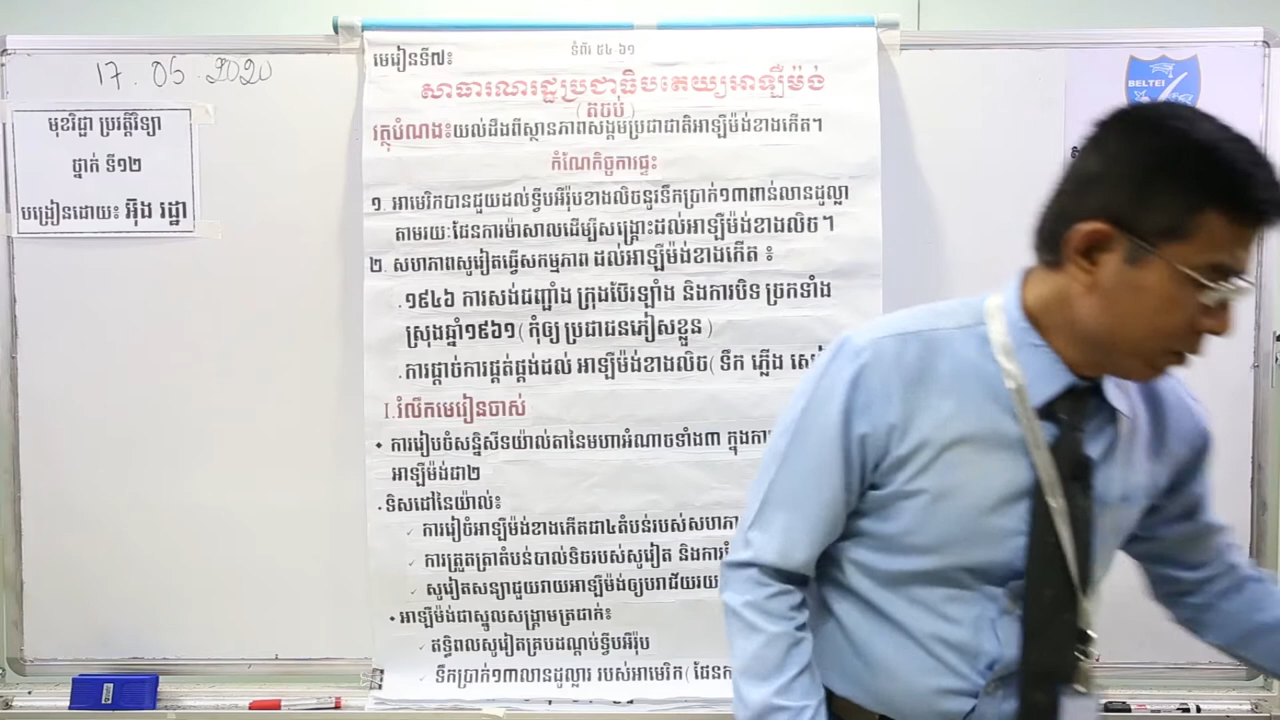 17.05.2020
មុខវិជ្ជា ប្រវត្តិវិទ្យា
ថ្នាក់ ទី១២
បង្រៀនដោយ៖ អ៊ឹង រដ្ឋា
BELTEI
ទំព័រ ៥៤-៦១
មេរៀនទី៧៖
សាធារណរដ្ឋប្រជាធិបតេយ្យអាឡឺម៉ង់
(តចប់)
វត្ថុបំណង៖យល់ដឹងពីស្ថានភាពសង្គមប្រជាជាតិអាឡឺម៉ង់ខាងកើត។
កំណែកិច្ចការផ្ទះ
១. អាមេរិកបានជួយដល់ទ្វីបអឺរ៉ុបខាងលិចនូវទឹកប្រាក់១៣ពាន់លានដុល្លា
តាមរយៈផែនការម៉ាសាលដើម្បីសង្គ្រោះដល់អាឡឺម៉ង់ខាងលិច។
២. សហភាពសូវៀតធ្វើសកម្មភាព ដល់អាឡឺម៉ង់ខាងកើត ៖
.១៩៤៦ ការសង់ជញ្ជាំង ក្រុងប៊ែរឡាំង និងការបិទ ច្រកទាំង
ស្រុងឆ្នាំ១៩៦១(កុំឲ្យ ប្រជាជនភៀសខ្លួន)
.ការផ្តាច់ការផ្គត់ផ្គង់ដល់ អាឡឺម៉ង់ខាងលិច( ទឹក ភ្លើង
I.រំលឹកមេរៀនចាស់
• ការរៀបចំសន្និសីទយ៉ាល់តានៃមហាអំណាចទាំង៣ ក្នុងការ
អាឡឺម៉ង់ជា២
.ទិសដៅនៃយ៉ាល់៖
✓ ការរៀចំអាឡឺម៉ង់ខាងកើតជា៤តំបន់របស់សហភា
✓ ការត្រួតត្រាតំបន់បាល់ទិចរបស់សូវៀត និងការ
✓ សូវៀតសន្យាជួយវាយអាឡឺម៉ង់ឲ្យបរាជ័យ
• អាឡឺម៉ង់ជាស្នូលសង្គ្រាមត្រជាក់៖
✓ ឥទ្ធិពលសូវៀតគ្របដណ្តប់ទ្វីបអឺរ៉ុប
✓ ទឹកប្រាក់១៣លានដុល្លារ របស់អាមេរិក(